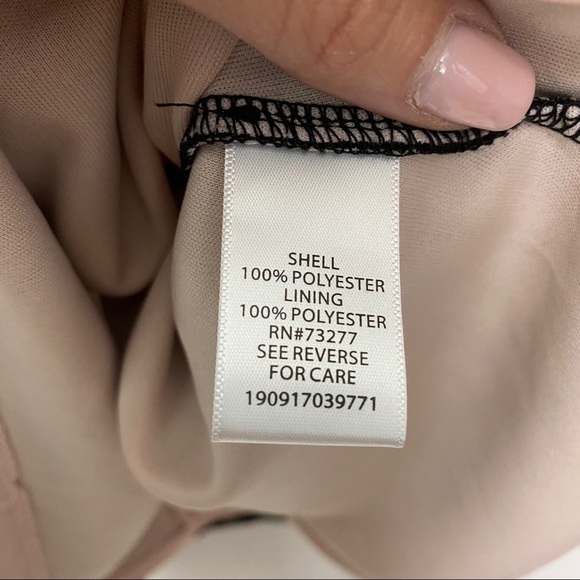 SHELL
100% POLYESTER
LINING
100% POLYESTER
RN#73277
SEE REVERSE
FOR CARE
190917039771